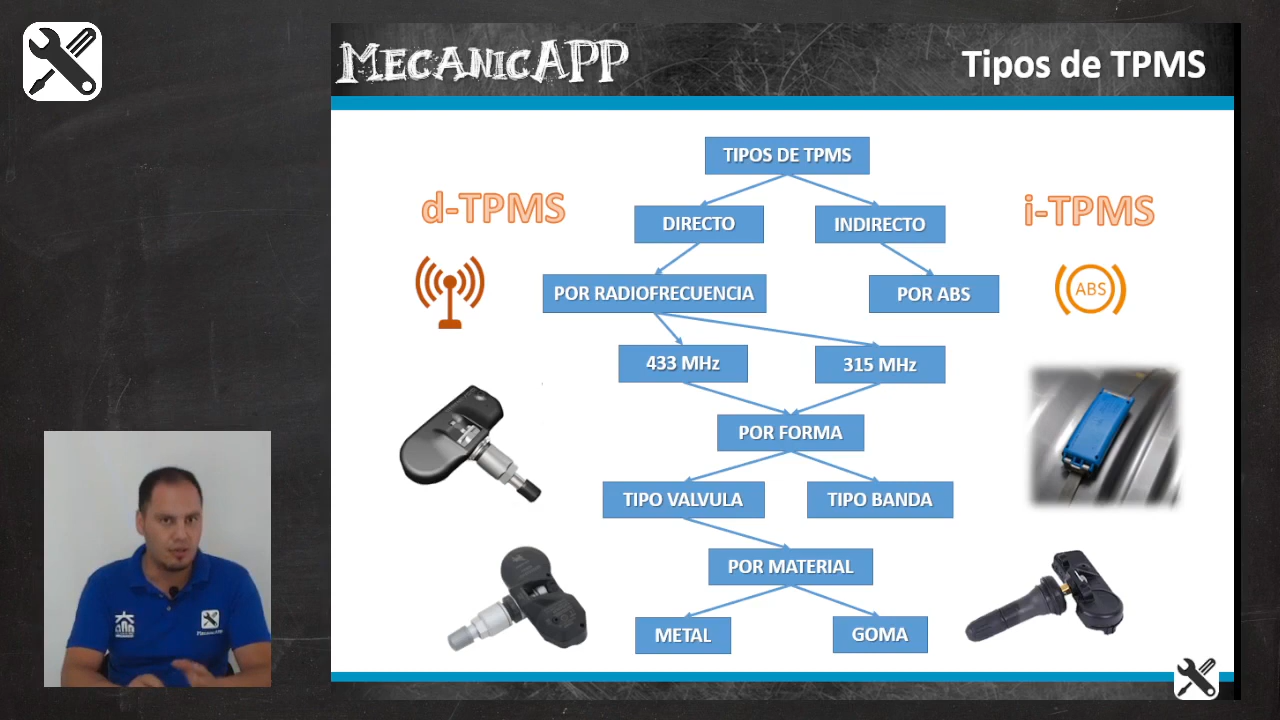 MECANICAPP
Tipos de TPMS
TIPOS DE TPMS
d-TPMS
i-TPMS
DIRECTO
INDIRECTO
POR RADIOFRECUENCIA
POR ABS
ABS
433 MHz
315 MHz
POR FORMA
TIPO VALVULA
TIPO BANDA
POR MATERIAL
METAL
GOMA